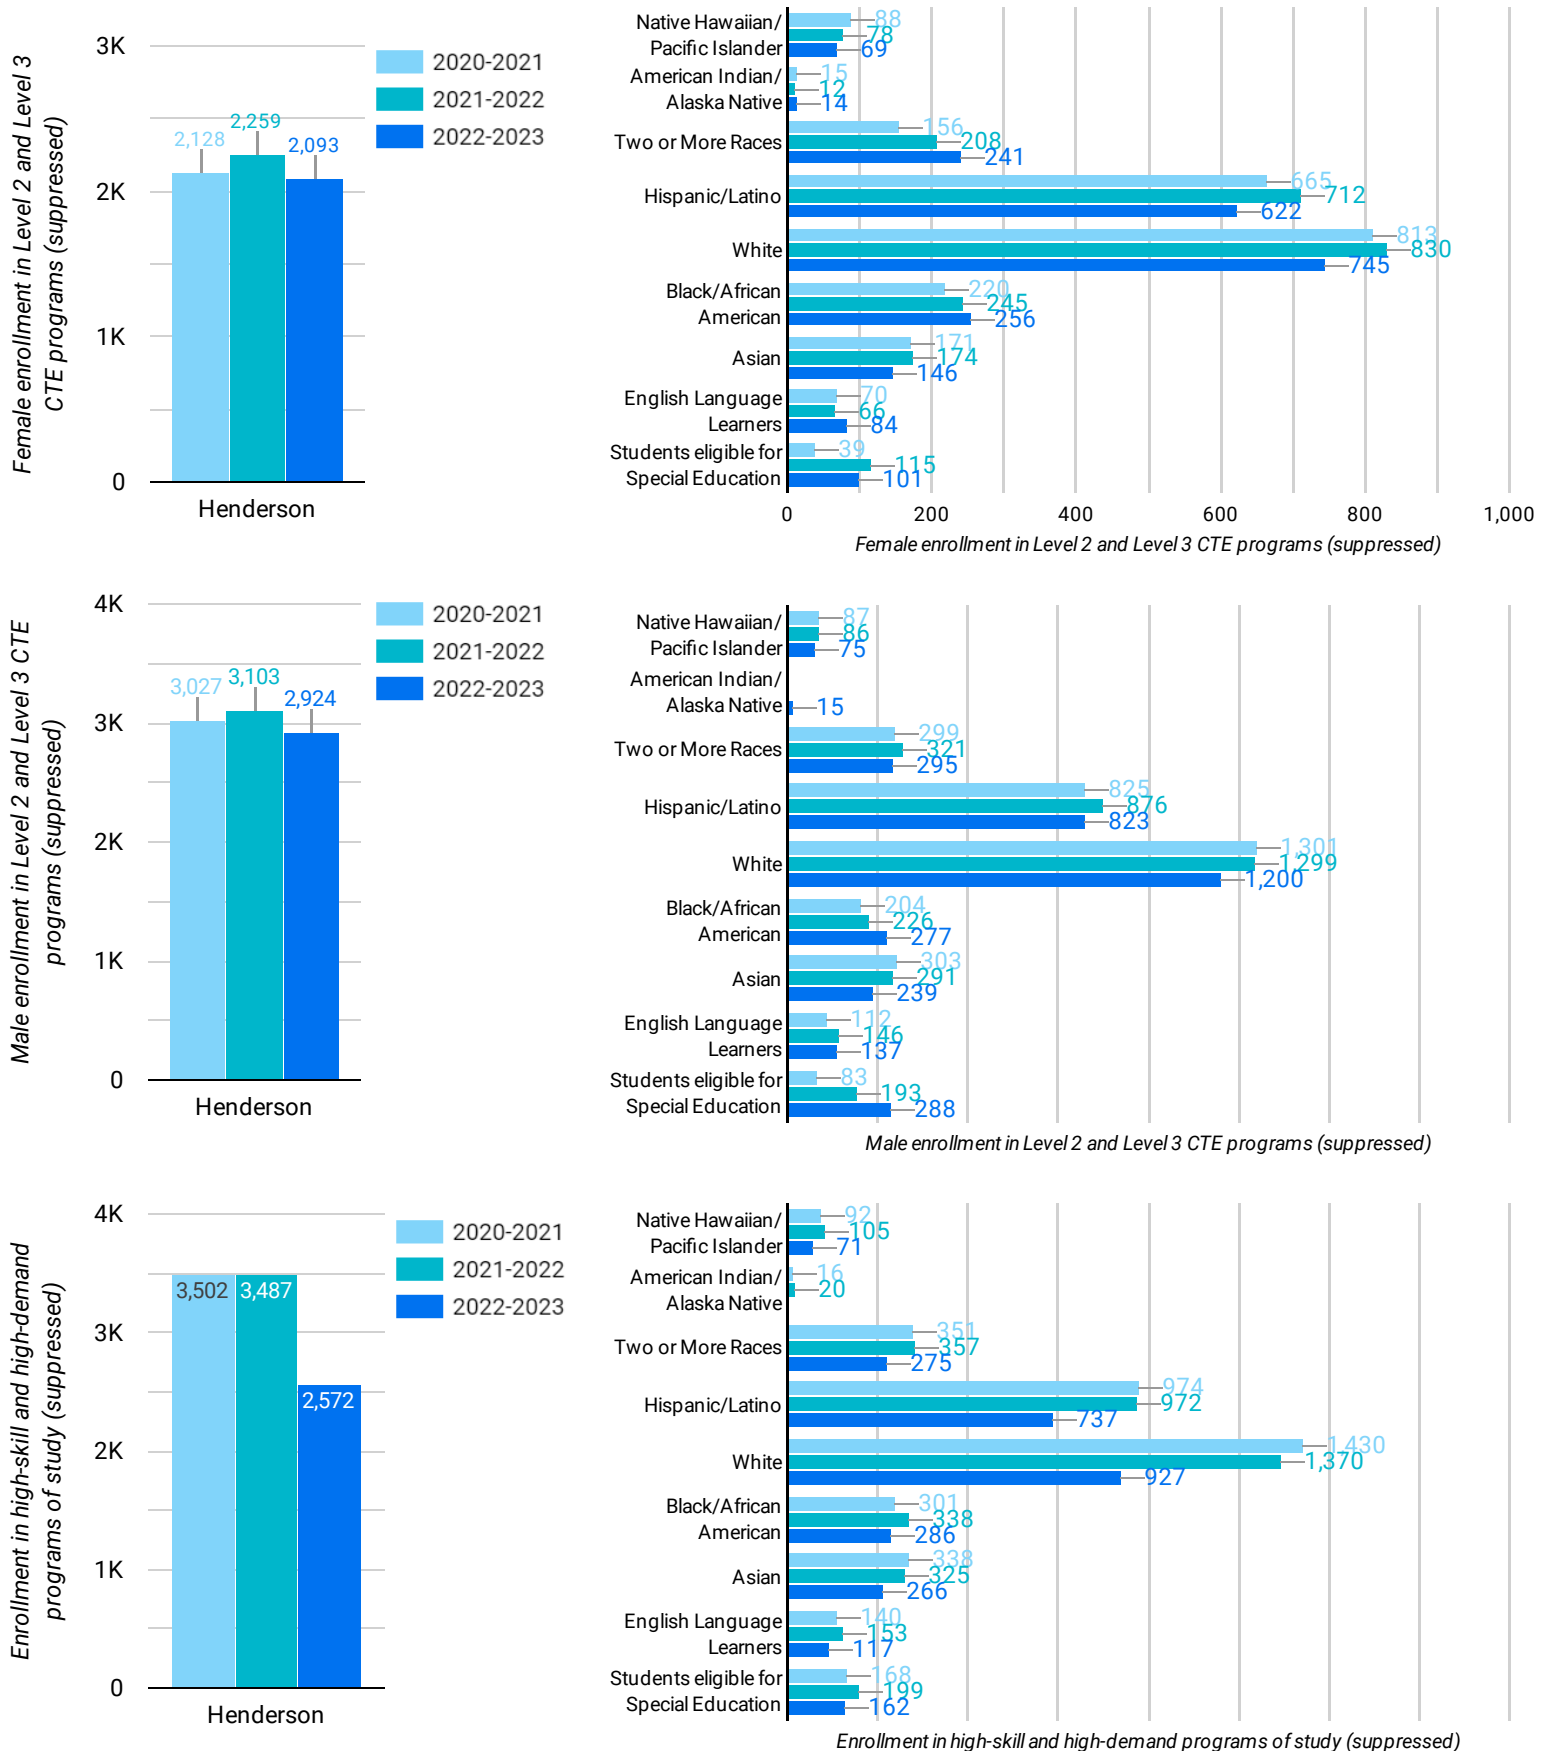 Female enrollment in Level 2 and Level 3
CTE programs (suppressed)
3K
2K
1K
0
2,128
2,259
2,093
Henderson
2020-2021
2021-2022
2022-2023
Native Hawaiian/
Pacific Islander
88
78
69
American Indian/
Alaska Native
15
12
14
Two or More Races
156
208
241
Hispanic/Latino
665
712
622
White
813
830
745
Black/African
American
220
245
256
Asian
171
174
146
English Language
Learners
70
66
84
Students eligible for
Special Education
39
115
101
0 200 400 600 800 1,000
Female enrollment in Level 2 and Level 3 CTE programs (suppressed)
Male enrollment in Level 2 and Level 3 CTE
programs (suppressed)
4K
3K
2K
1K
0
3,027
3,103
2,924
Henderson
2020-2021
2021-2022
2022-2023
Native Hawaiian/
Pacific Islander
87
86
75
American Indian/
Alaska Native
15
Two or More Races
299
321
295
Hispanic/Latino
825
876
823
White
1,301
1,299
1,200
Black/African
American
204
226
277
Asian
303
291
239
English Language
Learners
112
146
137
Students eligible for
Special Education
83
193
288
Male enrollment in Level 2 and Level 3 CTE programs (suppressed)
Enrollment in high-skill and high-demand
programs of study (suppressed)
4K
3K
2K
1K
0
3,502
3,487
2,572
Henderson
2020-2021
2021-2022
2022-2023
Native Hawaiian/
Pacific Islander
92
105
71
American Indian/
Alaska Native
16
20
Two or More Races
351
357
275
Hispanic/Latino
974
972
737
White
1,430
1,370
927
Black/African
American
301
338
286
Asian
338
325
266
English Language
Learners
140
153
117
Students eligible for
Special Education
168
199
162
Enrollment in high-skill and high-demand programs of study (suppressed)